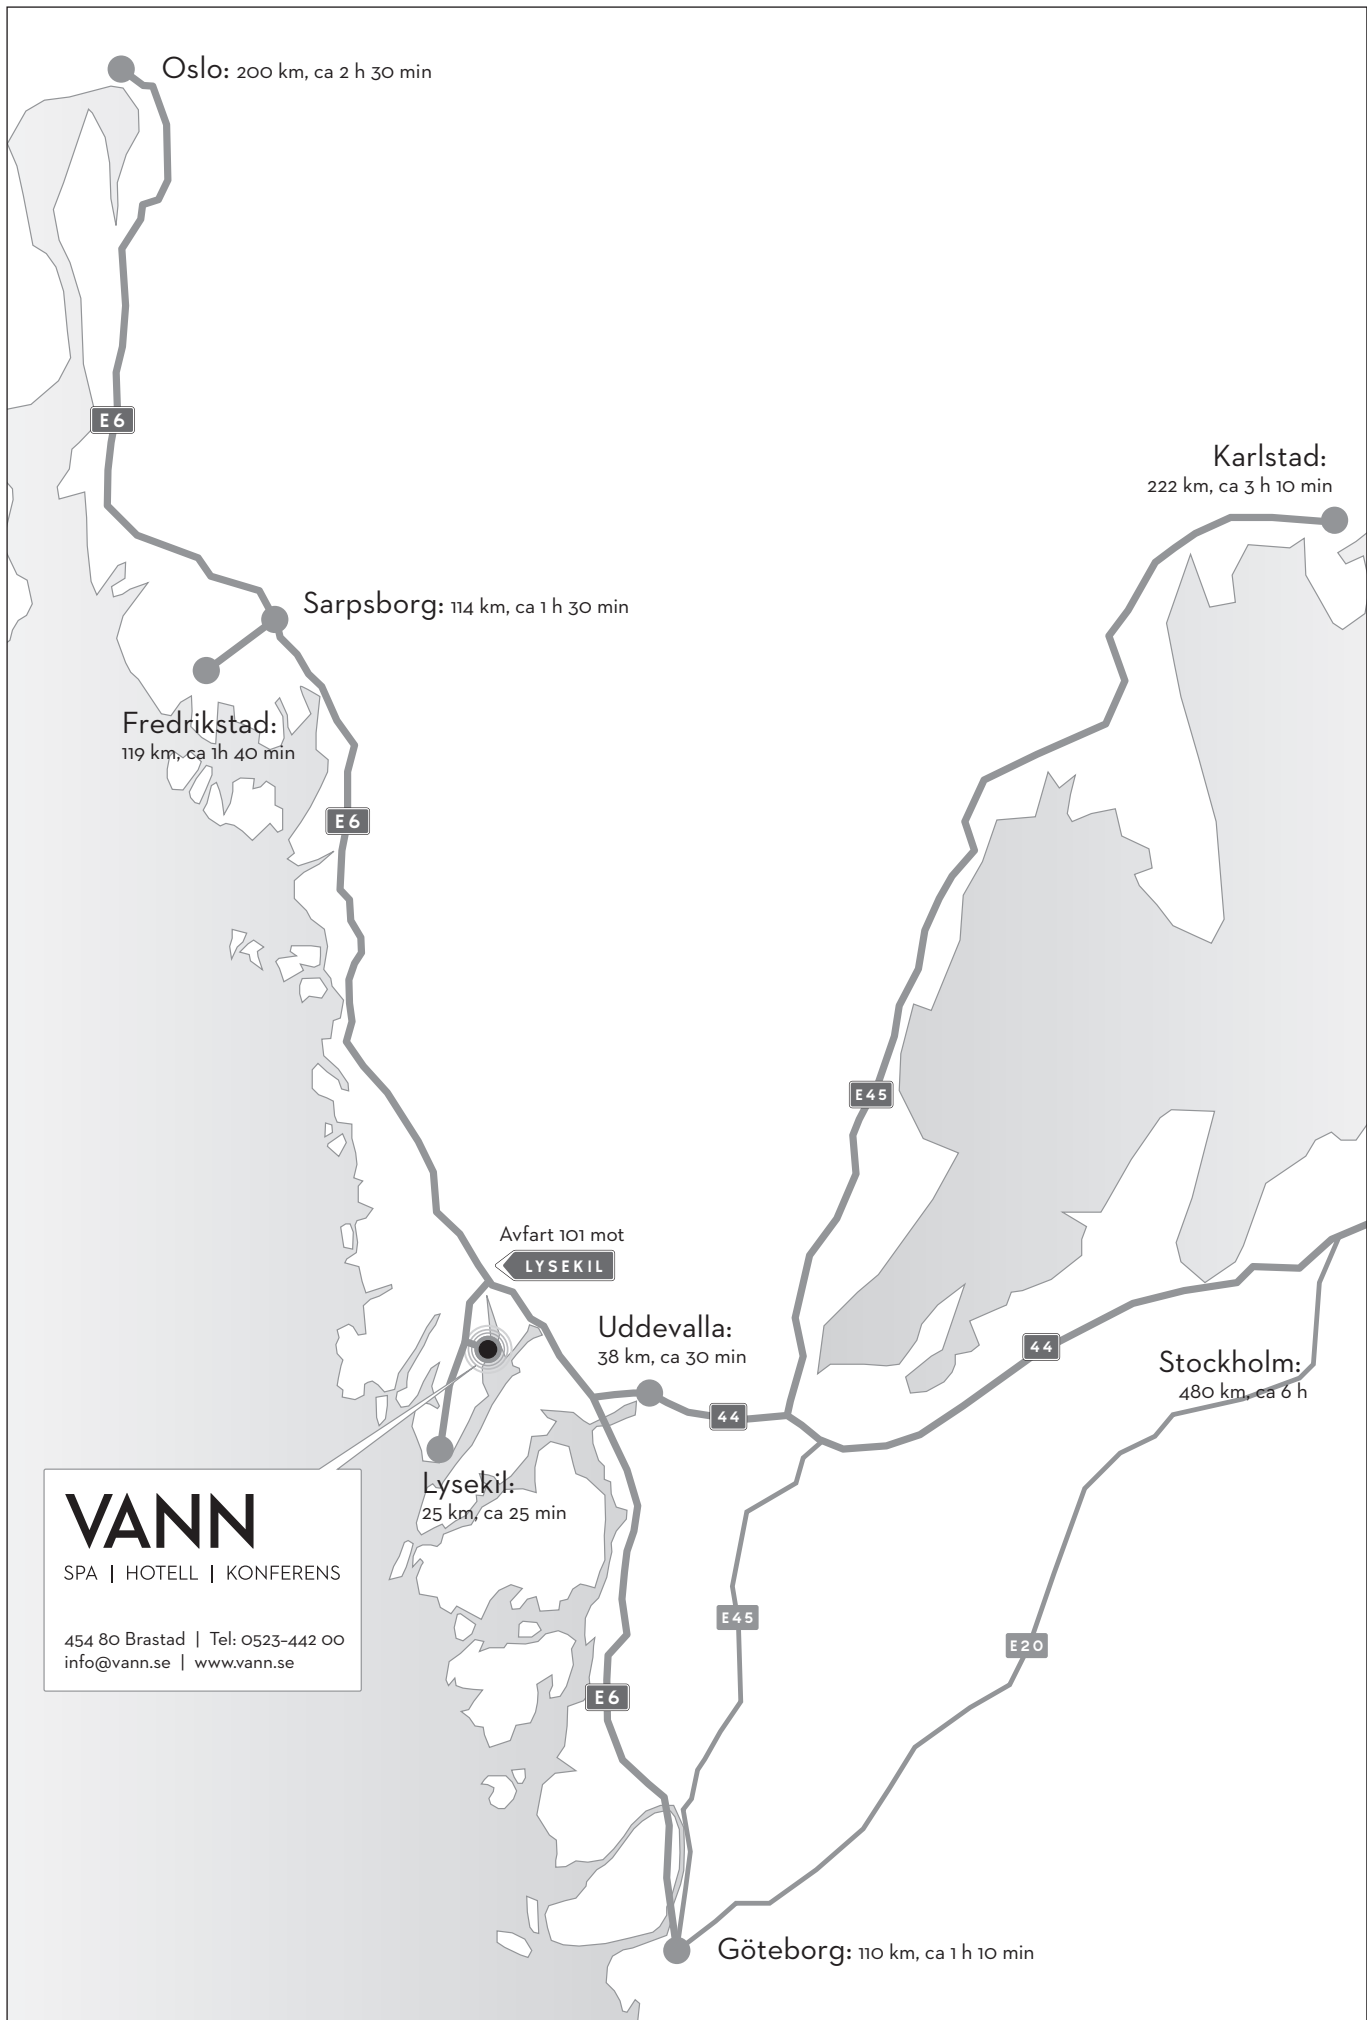 Oslo: 200 km, ca 2 h 30 min
E6
Karlstad:
222 km, ca 3 h 10 min
Sarpsborg: 114 km, ca 1 h 30 min
Fredrikstad:
119 km, ca 1h 40 min
E6
E45
Avfart 101 mot
LYSEKIL
Uddevalla:
38 km, ca 30 min
44
Stockholm:
480 km, ca 6 h
44
Lysekil:
25 km, ca 25 min
VANN
SPA | HOTELL | KONFERENS
454 80 Brastad | Tel: 0523-442 00
info@vann.se | www.vann.se
E45
E20
E6
Göteborg: 110 km, ca 1 h 10 min